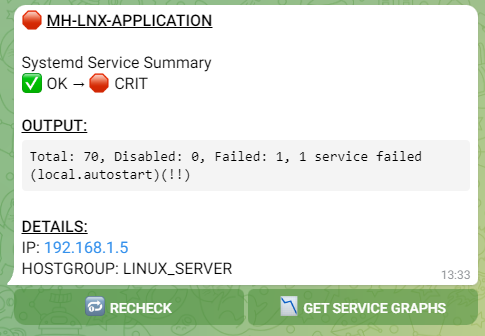 MH-LNX-APPLICATION
Systemd Service Summary
OK → CRIT
OUTPUT:
Total: 70, Disabled: 0, Failed: 1, 1 service failed
(local.autostart)(!!)
DETAILS:
IP: 192.168.1.5
HOSTGROUP: LINUX_SERVER
13:33
RECHECK
GET SERVICE GRAPHS